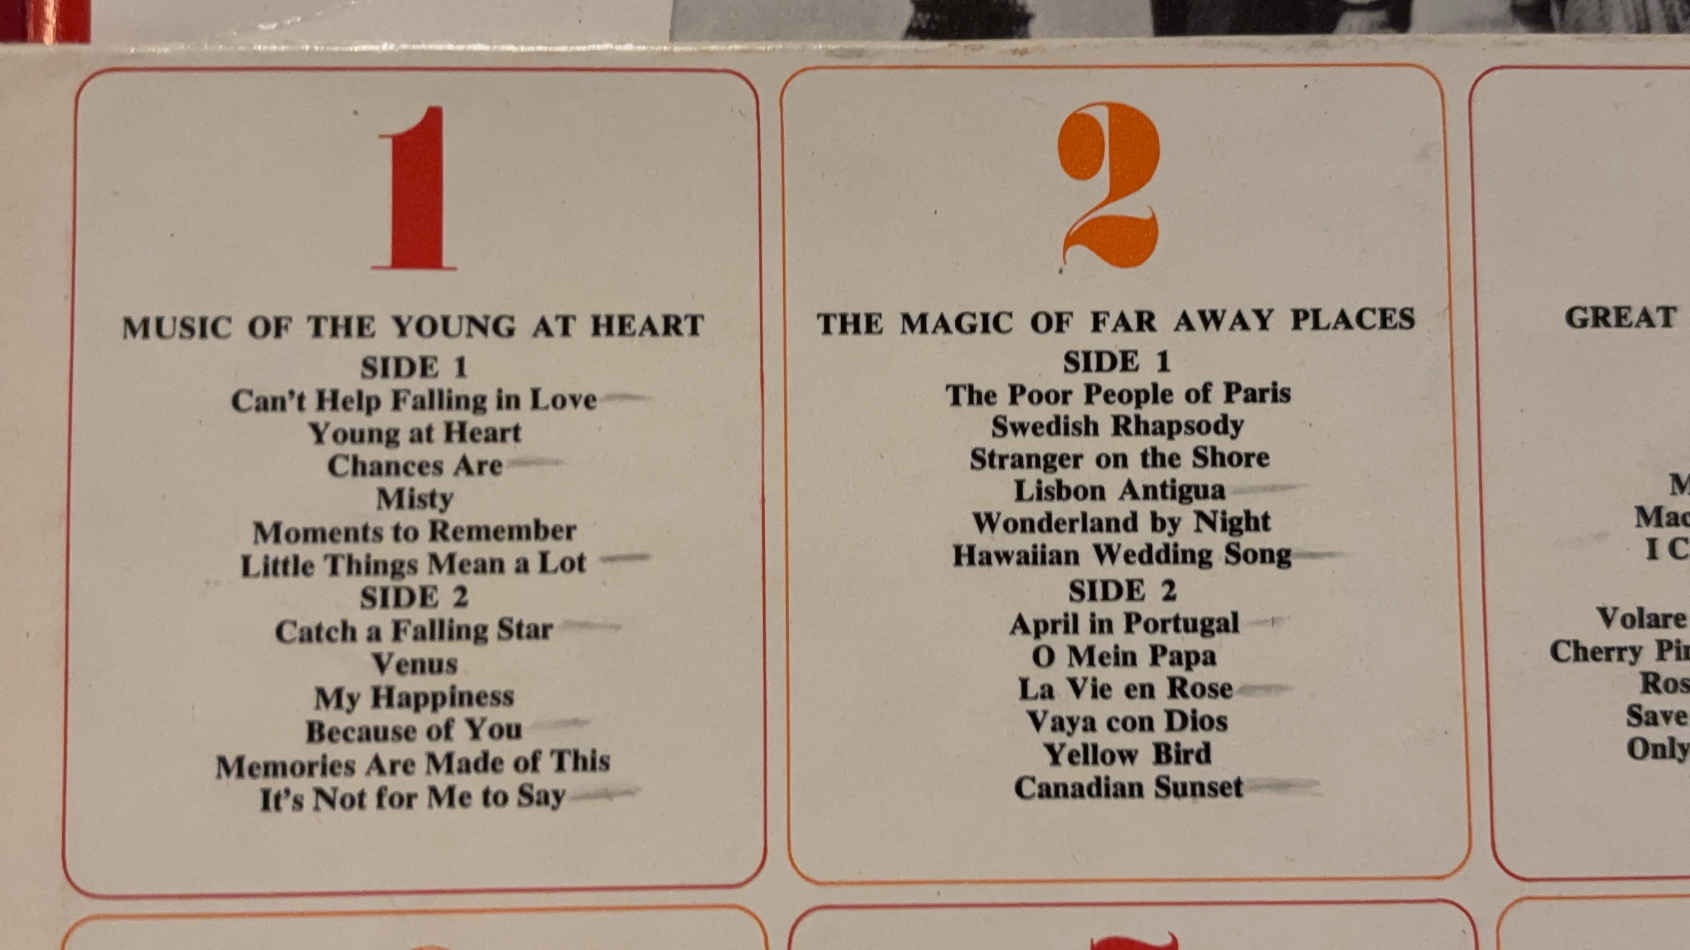 1
MUSIC OF THE YOUNG AT HEART
SIDE 1
Can't Help Falling in Love
Young at Heart
Chances Are
Misty
Moments to Remember
Little Things Mean a Lot
SIDE 2
Catch a Falling Star
Venus
My Happiness
Because of You
Memories Are Made of This
It's Not for Me to Say
2
THE MAGIC OF FAR AWAY PLACES
SIDE 1
The Poor People of Paris
Swedish Rhapsody
Stranger on the Shore
Lisbon Antigua
Wonderland by Night
Hawaiian Wedding Song
SIDE 2
April in Portugal
O Mein Papa
La Vie en Rose
Vaya con Dios
Yellow Bird
Canadian Sunset
GREAT
I
Volare
Cherry
Save
Only